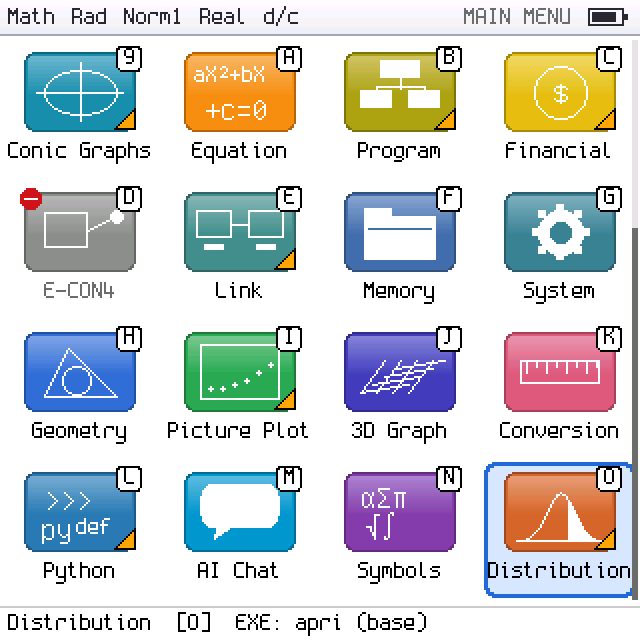 Math Rad Norm1 Real d/c MAIN MENU
9 A B C
aX²+bX
+c=0
$
Conic Graphs Equation Program Financial
D E F G
E-CON4 Link Memory System
H I J K
Geometry Picture Plot 3D Graph Conversion
L M N O
>>>
py def
αΣπ
√∫
Python AI Chat Symbols Distribution
Distribution [O] EXE: apri (base)